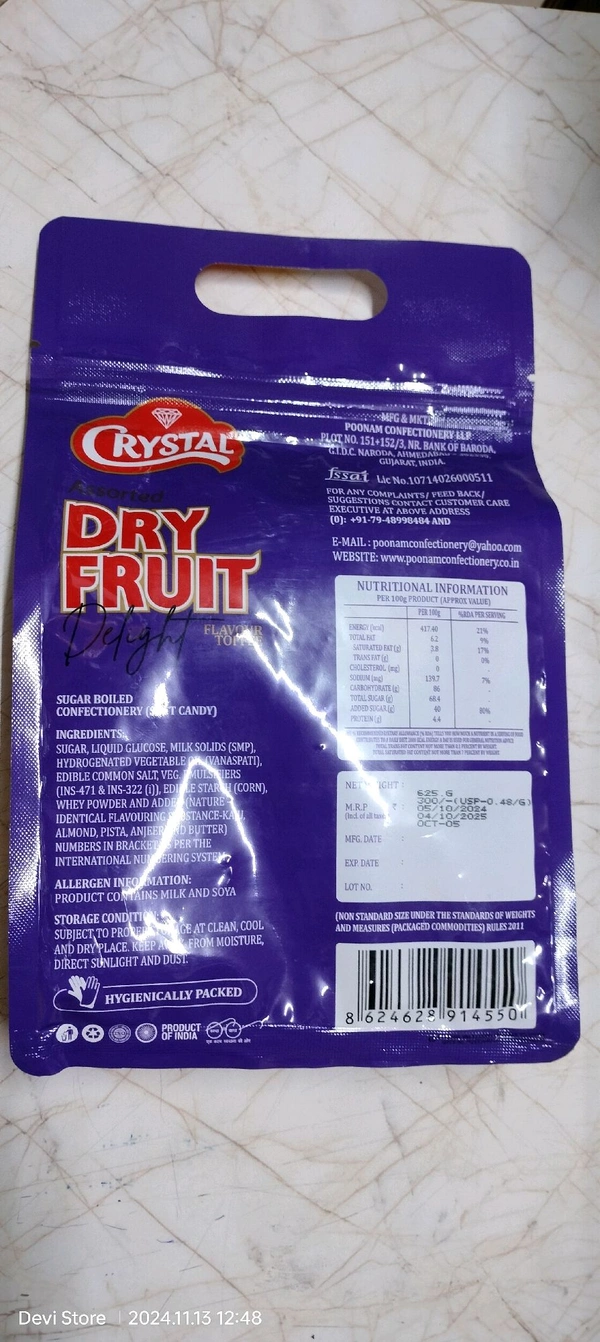 CRYSTAL
Assorted
DRY
FRUIT
Delight
FLAVOUR
TOFFEE
SUGAR BOILED
CONFECTIONERY (SOFT CANDY)
INGREDIENTS:
SUGAR, LIQUID GLUCOSE, MILK SOLIDS (SMP),
HYDROGENATED VEGETABLE OIL (VANASPATI),
EDIBLE COMMON SALT, VEG. EMULSIFIERS
(INS-471 & INS-322 (i)), EDIBLE STARCH (CORN),
WHEY POWDER AND ADDED (NATURE -
IDENTICAL FLAVOURING SUBSTANCE-KAJU,
ALMOND, PISTA, ANJEER AND BUTTER)
NUMBERS IN BRACKET AS PER THE
INTERNATIONAL NUMBERING SYSTEM
ALLERGEN INFORMATION:
PRODUCT CONTAINS MILK AND SOYA
STORAGE CONDITION:
SUBJECT TO PROPER STORAGE AT CLEAN, COOL
AND DRY PLACE. KEEP AWAY FROM MOISTURE,
DIRECT SUNLIGHT AND DUST.
HYGIENICALLY PACKED
PRODUCT
OF INDIA
MFG & MKT.
POONAM CONFECTIONERY LLP
PLOT NO. 151+152/3, NR. BANK OF BARODA,
G.I.D.C. NARODA, AHMEDABAD
GUJARAT, INDIA.
fssai Lic No.10714026000511
FOR ANY COMPLAINTS/ FEED BACK/
SUGGESTIONS CONTACT CUSTOMER CARE
EXECUTIVE AT ABOVE ADDRESS
(O): +91-79-48998484 AND
E-MAIL : poonamconfectionery@yahoo.com
WEBSITE: www.poonamconfectionery.co.in
NUTRITIONAL INFORMATION
PER 100g PRODUCT (APPROX VALUE)
PER 100g %RDA PER SERVING
ENERGY (kcal) 417.40 21%
TOTAL FAT 6.2 9%
SATURATED FAT (g) 3.8 17%
TRANS FAT (g) 0 0%
CHOLESTEROL (mg) 0
SODIUM (mg) 139.7 7%
CARBOHYDRATE (g) 86
TOTAL SUGAR (g) 68.4
ADDED SUGAR (g) 40 80%
PROTEIN (g) 4.4
NET WEIGHT : 625.G
M.R.P. ₹ : 300/-(USP-0.48/G)
(Incl. of all taxes) 05/10/2024
04/10/2025
OCT-05
MFG. DATE :
EXP. DATE :
LOT NO. :
(NON STANDARD SIZE UNDER THE STANDARDS OF WEIGHTS
AND MEASURES (PACKAGED COMMODITIES) RULES 2011
8 624628 914550
Devi Store | 2024.11.13 12:48